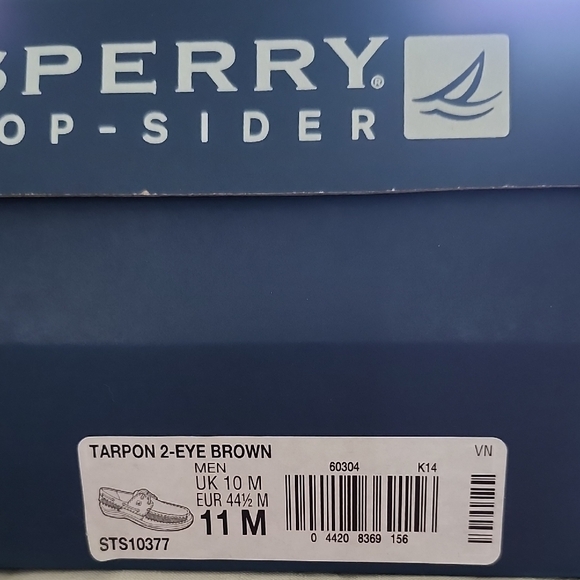 SPERRY®
OP-SIDER
TARPON 2-EYE BROWN
VN
MEN
60304 K14
UK 10 M
EUR 44½ M
11 M
0 4420 8369 156
STS10377